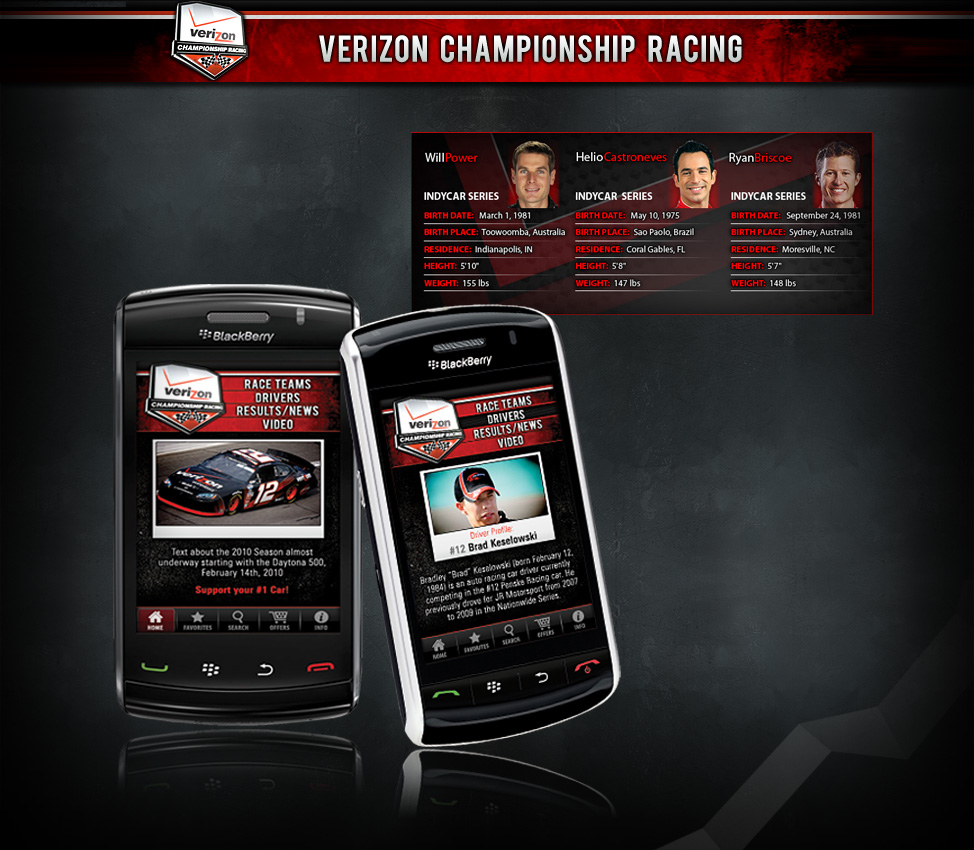 verizon
CHAMPIONSHIP RACING
VERIZON CHAMPIONSHIP RACING
WillPower
INDYCAR SERIES
BIRTH DATE: March 1, 1981
BIRTH PLACE: Toowoomba, Australia
RESIDENCE: Indianapolis, IN
HEIGHT: 5'10"
WEIGHT: 155 lbs
HelioCastroneves
INDYCAR SERIES
BIRTH DATE: May 10, 1975
BIRTH PLACE: Sao Paolo, Brazil
RESIDENCE: Coral Gables, FL
HEIGHT: 5'8"
WEIGHT: 147 lbs
RyanBriscoe
INDYCAR SERIES
BIRTH DATE: September 24, 1981
BIRTH PLACE: Sydney, Australia
RESIDENCE: Moresville, NC
HEIGHT: 5'7"
WEIGHT: 148 lbs
BlackBerry
verizon
CHAMPIONSHIP RACING
RACE TEAMS
DRIVERS
RESULTS/NEWS
VIDEO
verizon
12
Text about the 2010 Season almost
underway starting with the Daytona 500,
February 14th, 2010
Support your #1 Car!
HOME FAVORITES SEARCH OFFERS INFO
BlackBerry
verizon
CHAMPIONSHIP RACING
RACE TEAMS
DRIVERS
RESULTS/NEWS
VIDEO
Driver Profile:
#12 Brad Keselowski
Bradley "Brad" Keselowski (born February 12,
1984) is an auto racing car driver currently
competing in the #12 Penske Racing car. He
previously drove for JR Motorsport from 2007
to 2009 in the Nationwide Series.
HOME FAVORITES SEARCH OFFERS INFO